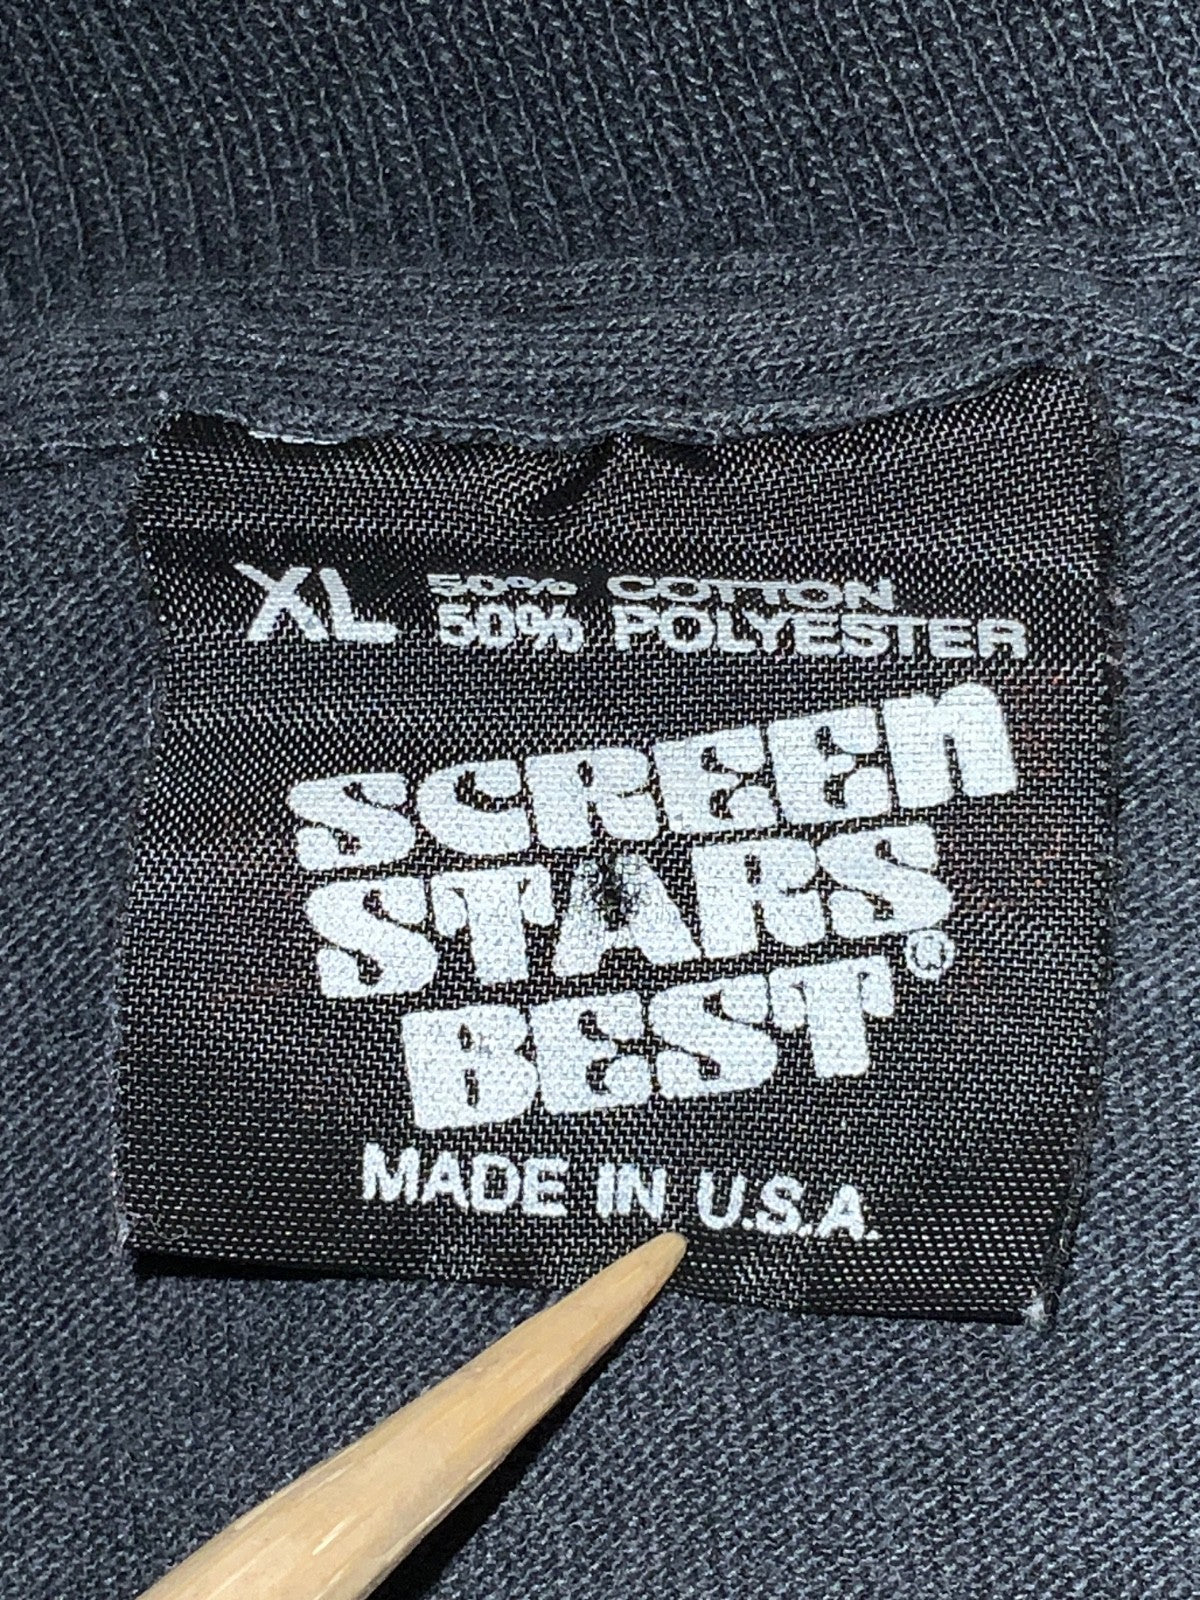 XL 50% COTTON
50% POLYESTER
SCREEN
STARS
BEST®
MADE IN U.S.A.